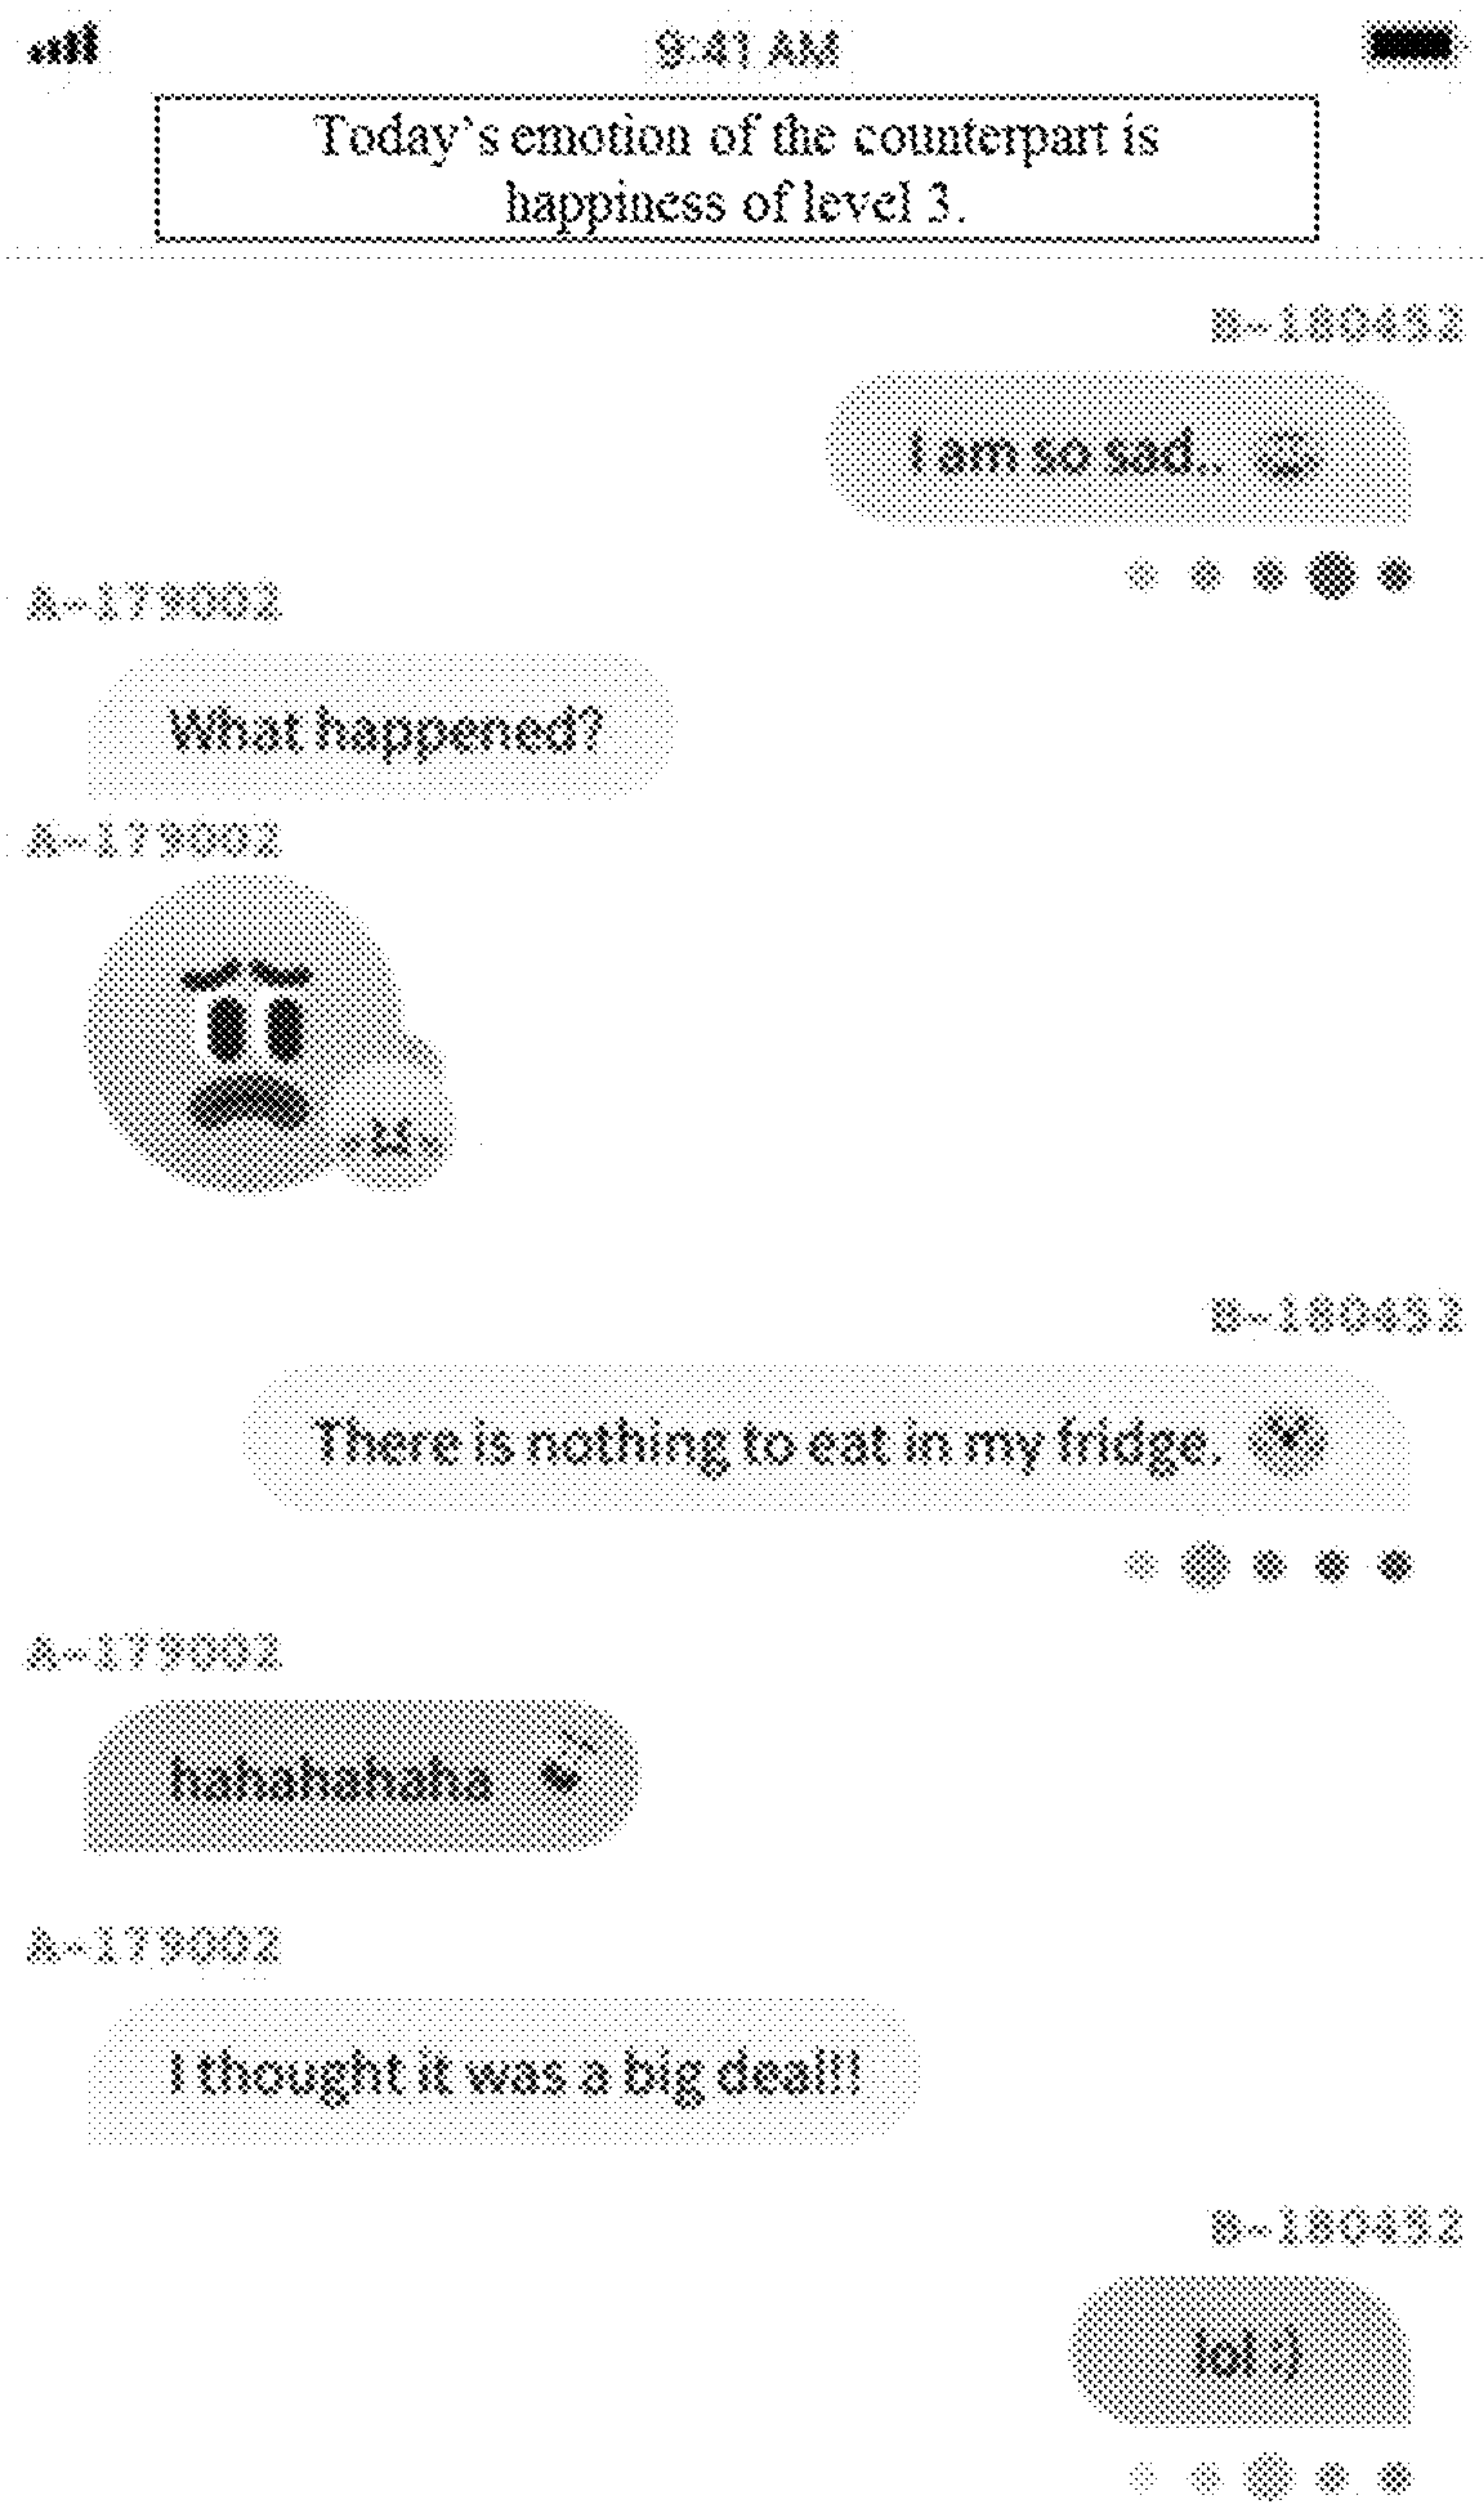 9:41 AM
Today's emotion of the counterpart is
happiness of level 3.
B-180432
I am so sad..
A-179002
What happened?
A-179002
B-180432
There is nothing to eat in my fridge.
A-179002
hahahahaha
A-179002
I thought it was a big deal!!
B-180432
lol :)